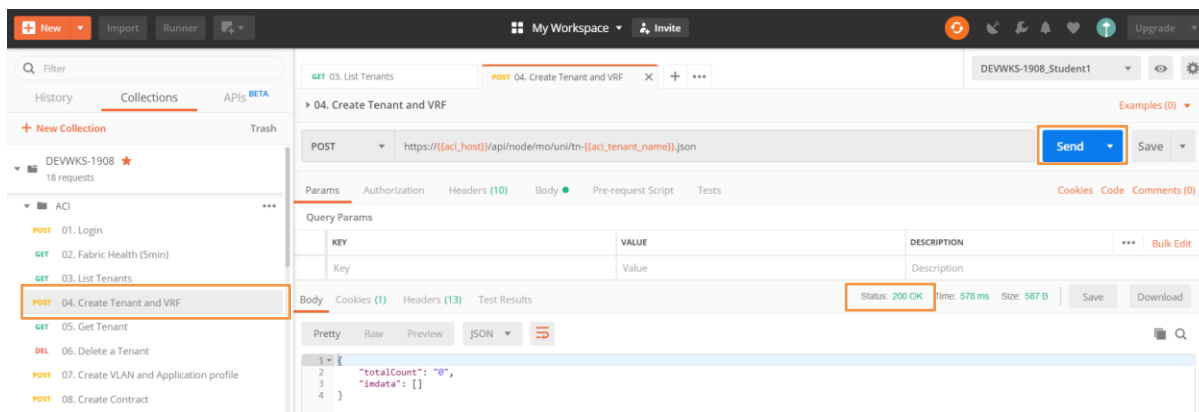 New Import Runner My Workspace Invite Upgrade
Filter
History Collections APIs BETA
+ New Collection Trash
DEVWKS-1908
18 requests
ACI
POST 01. Login
GET 02. Fabric Health (5min)
GET 03. List Tenants
POST 04. Create Tenant and VRF
GET 05. Get Tenant
DEL 06. Delete a Tenant
POST 07. Create VLAN and Application profile
POST 08. Create Contract
GET 03. List Tenants POST 04. Create Tenant and VRF X + ••• DEVWKS-1908_Student1
04. Create Tenant and VRF Examples (0)
POST https://{{aci_host}}/api/node/mo/uni/tn-{{aci_tenant_name}}.json Send Save
Params Authorization Headers (10) Body Pre-request Script Tests Cookies Code Comments (0)
Query Params
KEY VALUE DESCRIPTION ••• Bulk Edit
Key Value Description
Body Cookies (1) Headers (13) Test Results Status: 200 OK Time: 578 ms Size: 587 B Save Download
Pretty Raw Preview JSON
1 {
2 "totalCount": "0",
3 "imdata": []
4 }